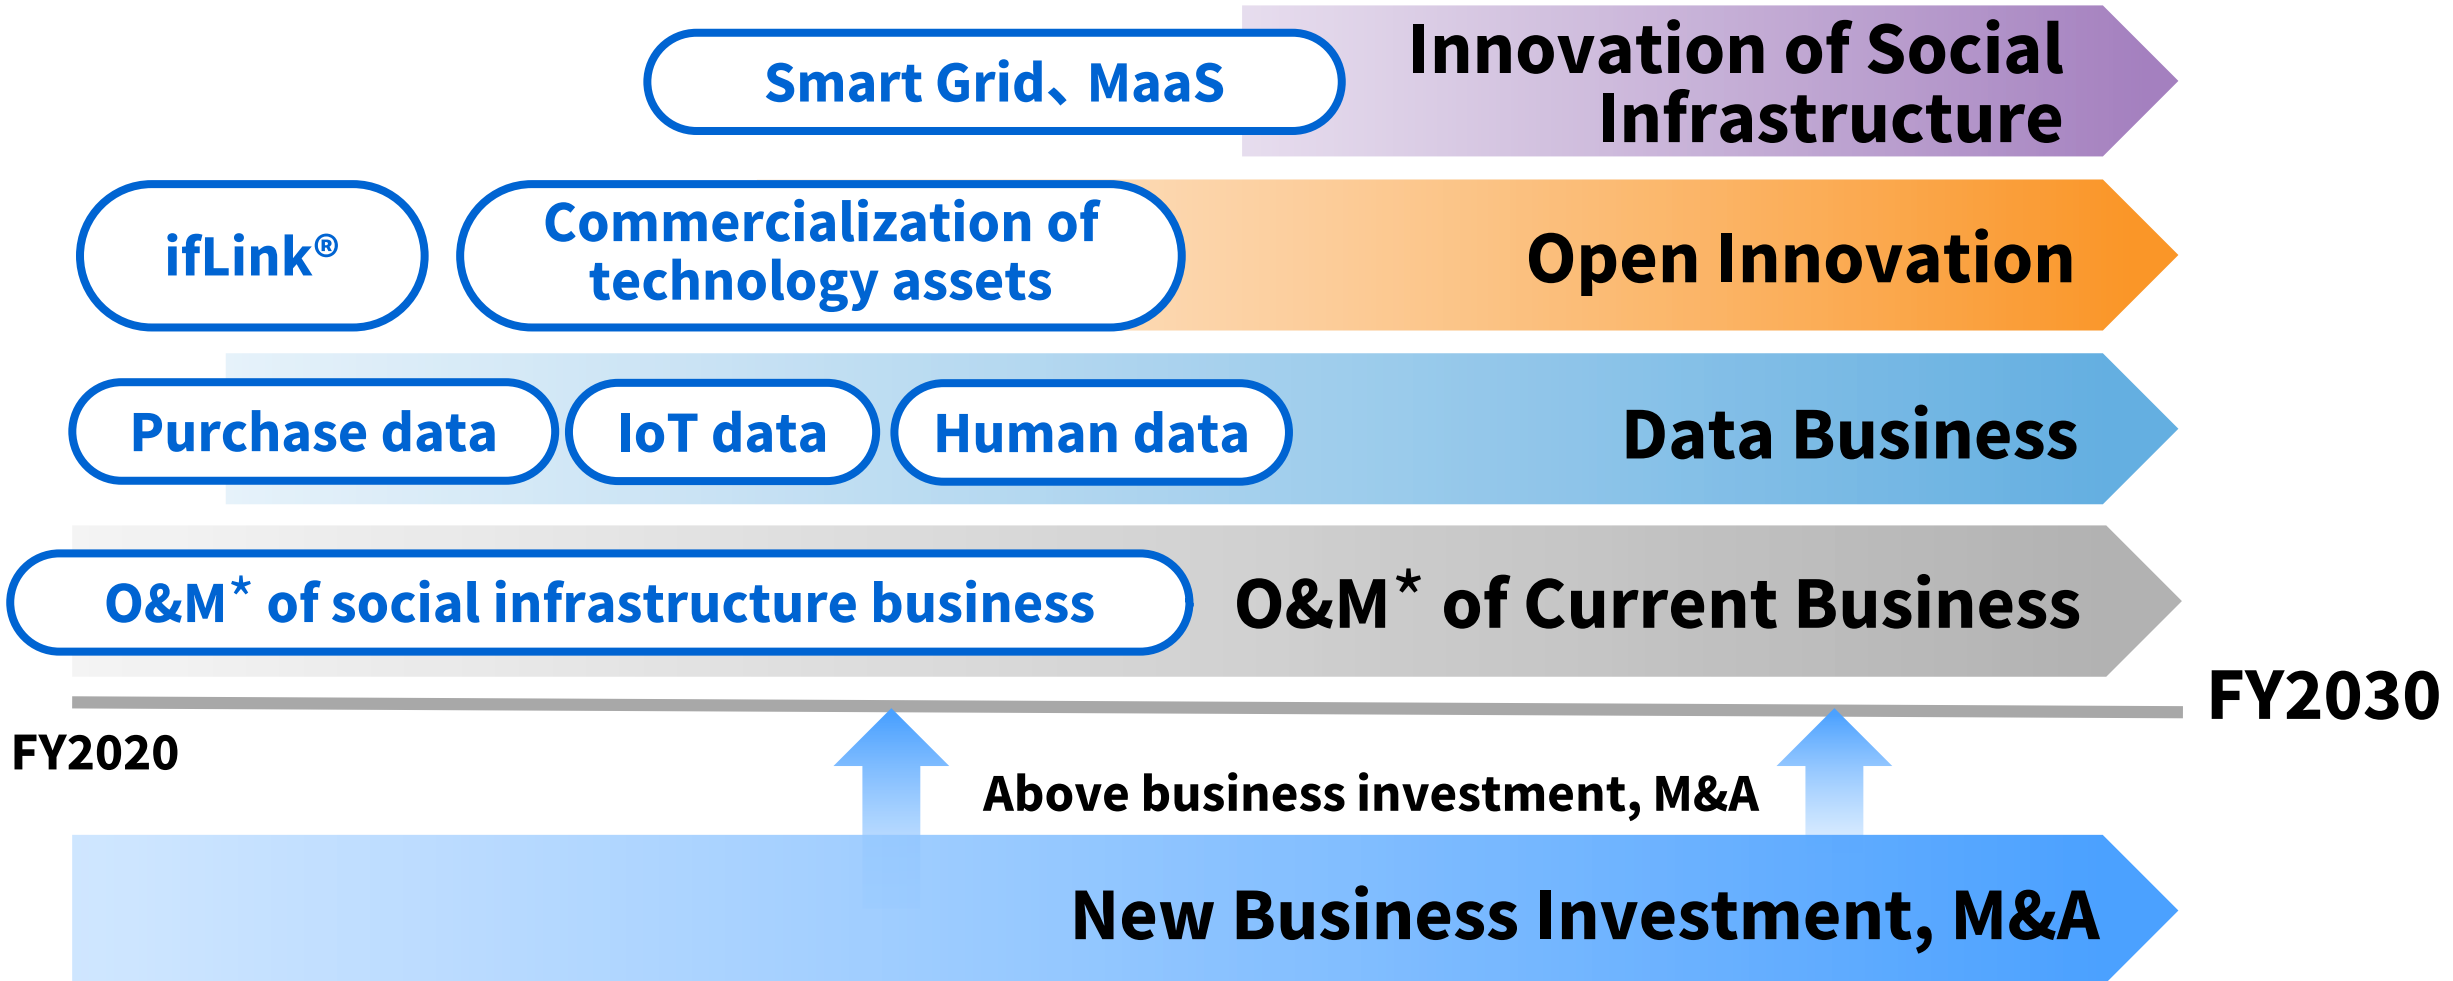 Smart Grid、MaaS
Innovation of Social
Infrastructure
ifLink®
Commercialization of
technology assets
Open Innovation
Purchase data
IoT data
Human data
Data Business
O&M* of social infrastructure business
O&M* of Current Business
FY2020
FY2030
Above business investment, M&A
New Business Investment, M&A